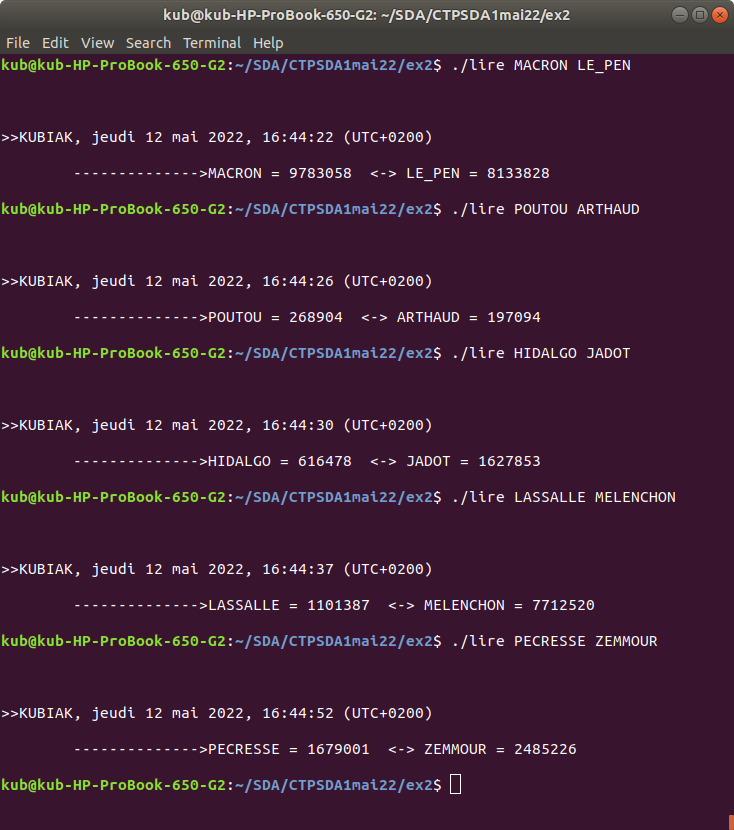 kub@kub-HP-ProBook-650-G2: ~/SDA/CTPSDA1mai22/ex2
File Edit View Search Terminal Help
kub@kub-HP-ProBook-650-G2:~/SDA/CTPSDA1mai22/ex2$ ./lire MACRON LE_PEN
>>KUBIAK, jeudi 12 mai 2022, 16:44:22 (UTC+0200)
-------------->MACRON = 9783058 <-> LE_PEN = 8133828
kub@kub-HP-ProBook-650-G2:~/SDA/CTPSDA1mai22/ex2$ ./lire POUTOU ARTHAUD
>>KUBIAK, jeudi 12 mai 2022, 16:44:26 (UTC+0200)
-------------->POUTOU = 268904 <-> ARTHAUD = 197094
kub@kub-HP-ProBook-650-G2:~/SDA/CTPSDA1mai22/ex2$ ./lire HIDALGO JADOT
>>KUBIAK, jeudi 12 mai 2022, 16:44:30 (UTC+0200)
-------------->HIDALGO = 616478 <-> JADOT = 1627853
kub@kub-HP-ProBook-650-G2:~/SDA/CTPSDA1mai22/ex2$ ./lire LASSALLE MELENCHON
>>KUBIAK, jeudi 12 mai 2022, 16:44:37 (UTC+0200)
-------------->LASSALLE = 1101387 <-> MELENCHON = 7712520
kub@kub-HP-ProBook-650-G2:~/SDA/CTPSDA1mai22/ex2$ ./lire PECRESSE ZEMMOUR
>>KUBIAK, jeudi 12 mai 2022, 16:44:52 (UTC+0200)
-------------->PECRESSE = 1679001 <-> ZEMMOUR = 2485226
kub@kub-HP-ProBook-650-G2:~/SDA/CTPSDA1mai22/ex2$